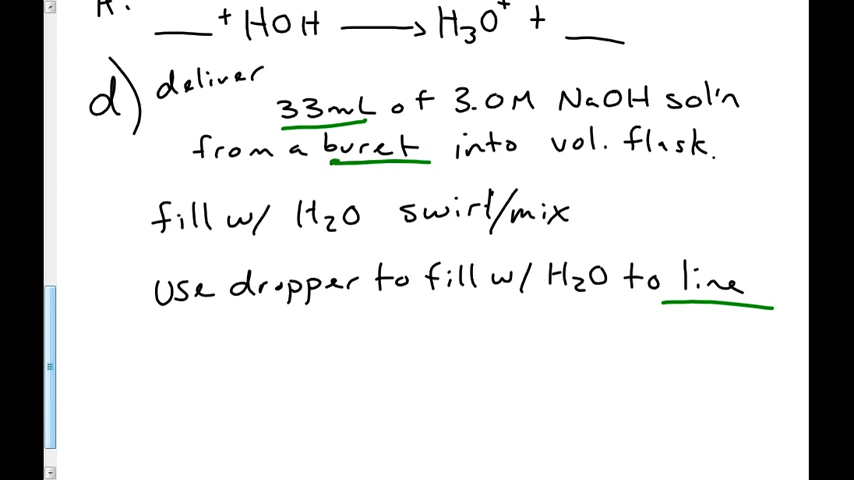 ___ + HOH ⟶ H₃O⁺ + ___
d) deliver
33mL of 3.0M NaOH sol'n
from a buret into vol. flask.
fill w/ H₂O swirl/mix
use dropper to fill w/ H₂O to line